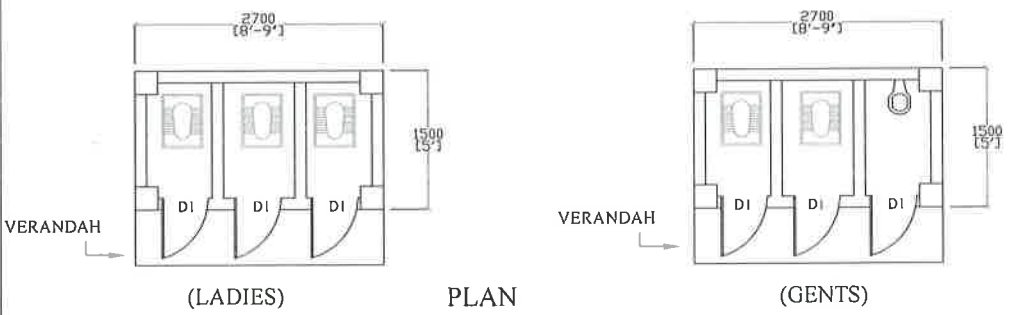 2700
[8'-9"]
2700
[8'-9"]
1500
[5']
1500
[5']
D1 D1 D1
D1 D1 D1
VERANDAH
VERANDAH
(LADIES)
PLAN
(GENTS)